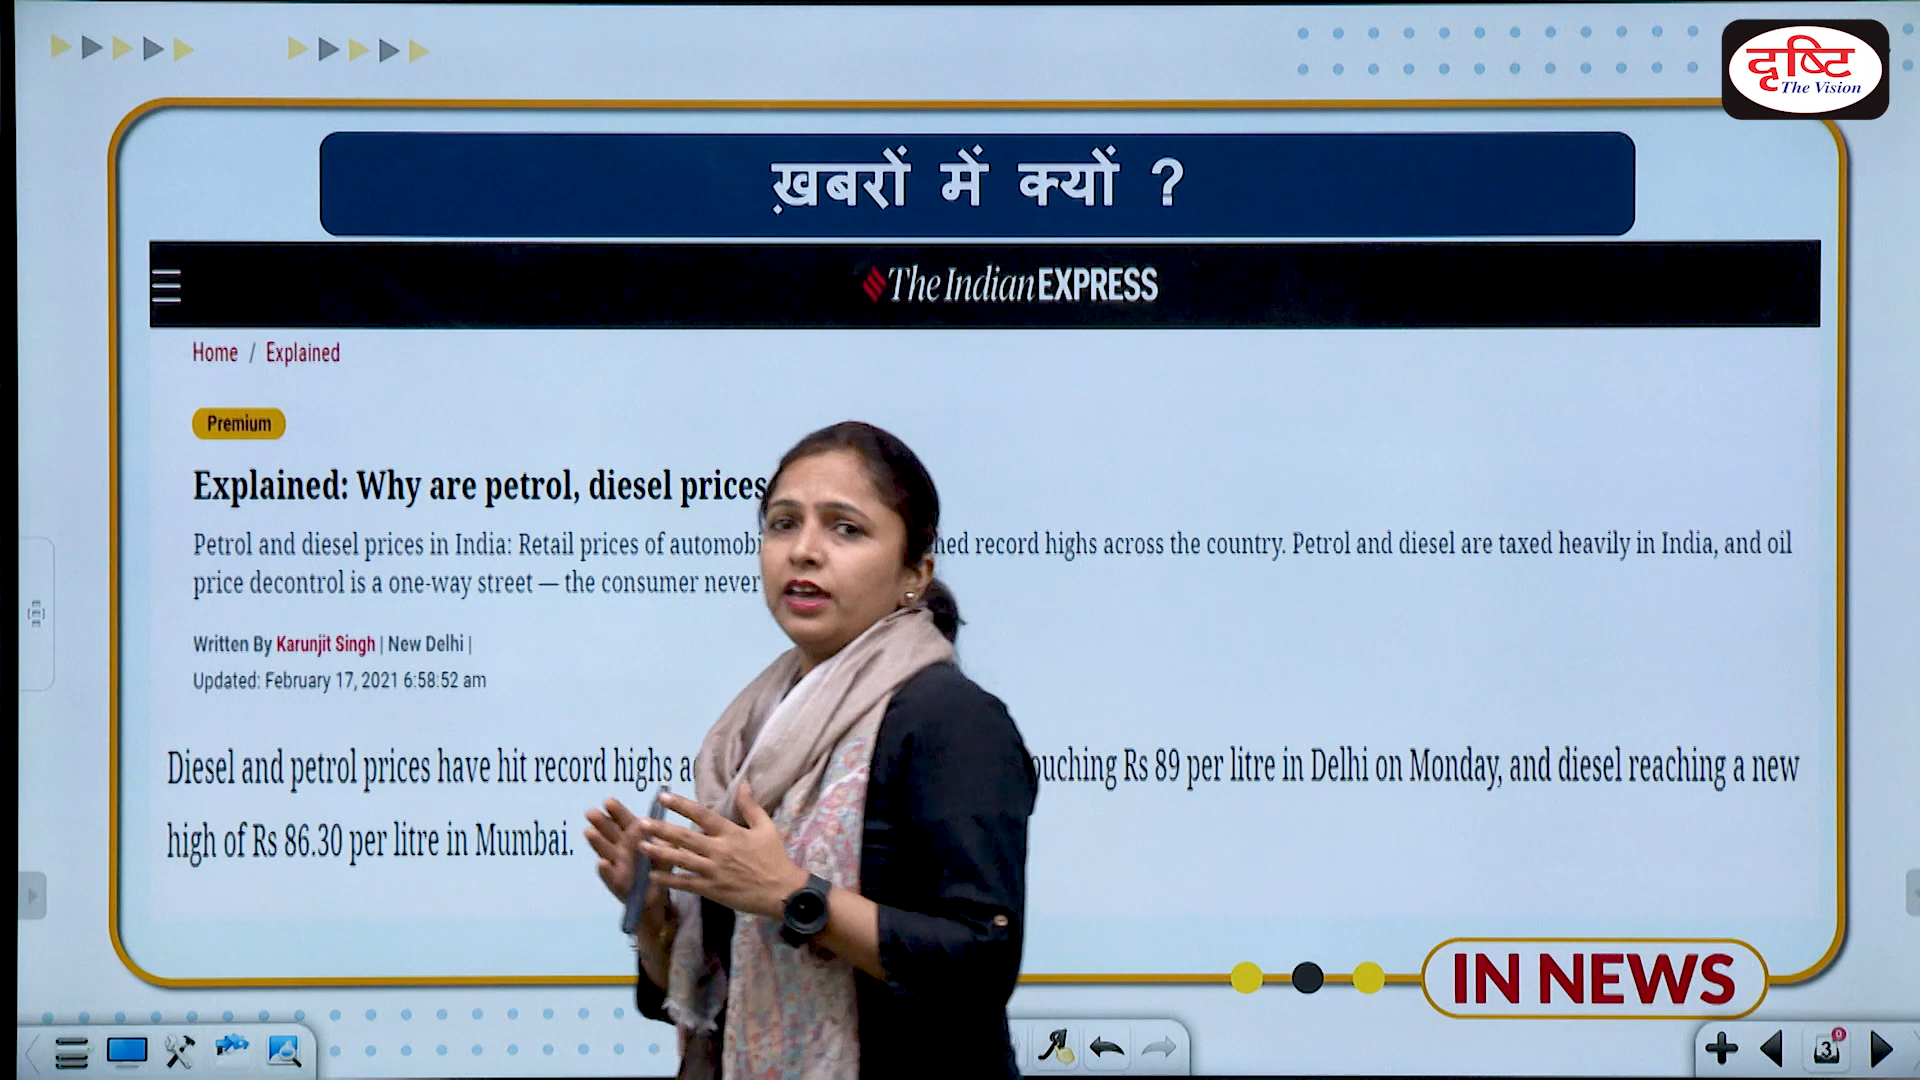 दृष्टि
The Vision
ख़बरों में क्यों ?
The Indian EXPRESS
Home / Explained
Premium
Explained: Why are petrol, diesel prices
Petrol and diesel prices in India: Retail prices of record highs across the country. Petrol and diesel are taxed heavily in India, and oil
price decontrol is a one-way street — the consumer never
Written By Karunjit Singh | New Delhi |
Updated: February 17, 2021 6:58:52 am
Diesel and petrol prices have hit record highs Rs 89 per litre in Delhi on Monday, and diesel reaching a new
high of Rs 86.30 per litre in Mumbai.
IN NEWS
3
0